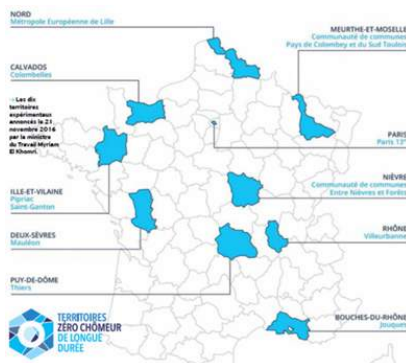 NORD
Métropole Européenne de Lille
MEURTHE-ET-MOSELLE
Communauté de communes
Pays de Colombey et du Sud Toulois
CALVADOS
Colombelles
Les dix
territoires
expérimentaux
annoncés le 21
novembre 2016
par la ministre
du Travail Myriam
El Khomri.
PARIS
Paris 13e
NIÈVRE
Communauté de communes
Entre Nièvres et Forêts
ILLE-ET-VILAINE
Pipriac
Saint-Ganton
RHÔNE
Villeurbanne
DEUX-SÈVRES
Mauléon
PUY-DE-DÔME
Thiers
BOUCHES-DU-RHÔNE
Jouques
TERRITOIRES
ZÉRO CHÔMEUR
DE LONGUE
DURÉE